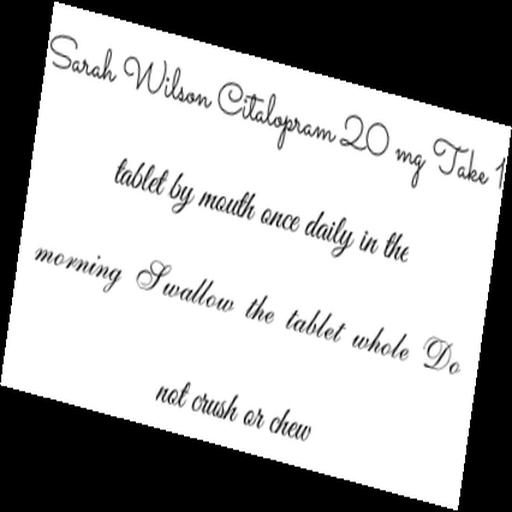 Sarah Wilson Citalopram 20 mg Take 1
tablet by mouth once daily in the
morning Swallow the tablet whole Do
not crush or chew